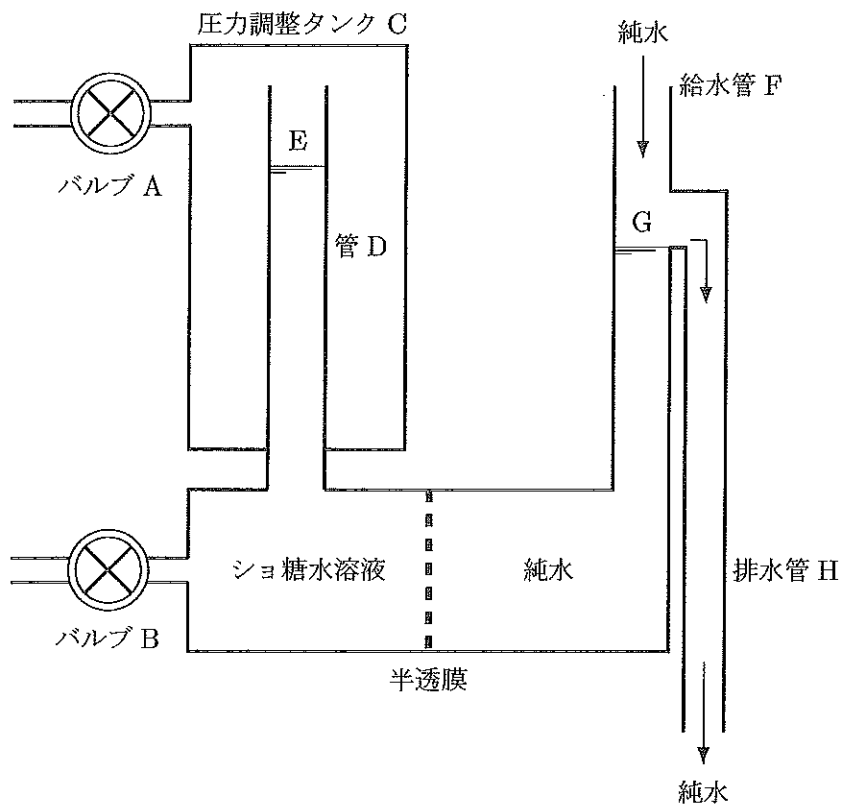 圧力調整タンク C
純水
給水管 F
E
バルブ A
管 D
G
ショ糖水溶液
純水
排水管 H
バルブ B
半透膜
純水